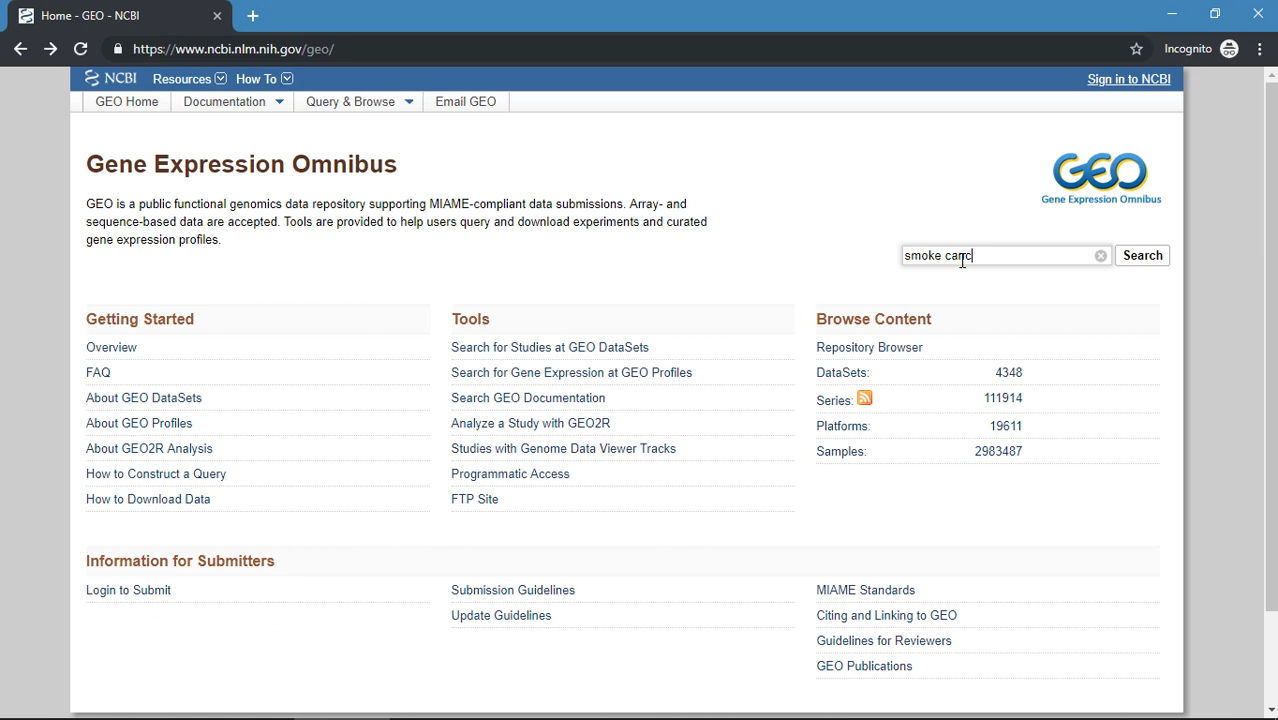 Home - GEO - NCBI
https://www.ncbi.nlm.nih.gov/geo/
Incognito
NCBI Resources How To Sign in to NCBI
GEO Home Documentation Query & Browse Email GEO
Gene Expression Omnibus
GEO is a public functional genomics data repository supporting MIAME-compliant data submissions. Array- and
sequence-based data are accepted. Tools are provided to help users query and download experiments and curated
gene expression profiles.
GEO
Gene Expression Omnibus
smoke canc Search
Getting Started Tools Browse Content
Overview Search for Studies at GEO DataSets Repository Browser
FAQ Search for Gene Expression at GEO Profiles DataSets: 4348
About GEO DataSets Search GEO Documentation Series: 111914
About GEO Profiles Analyze a Study with GEO2R Platforms: 19611
About GEO2R Analysis Studies with Genome Data Viewer Tracks Samples: 2983487
How to Construct a Query Programmatic Access
How to Download Data FTP Site
Information for Submitters
Login to Submit Submission Guidelines MIAME Standards
Update Guidelines Citing and Linking to GEO
Guidelines for Reviewers
GEO Publications